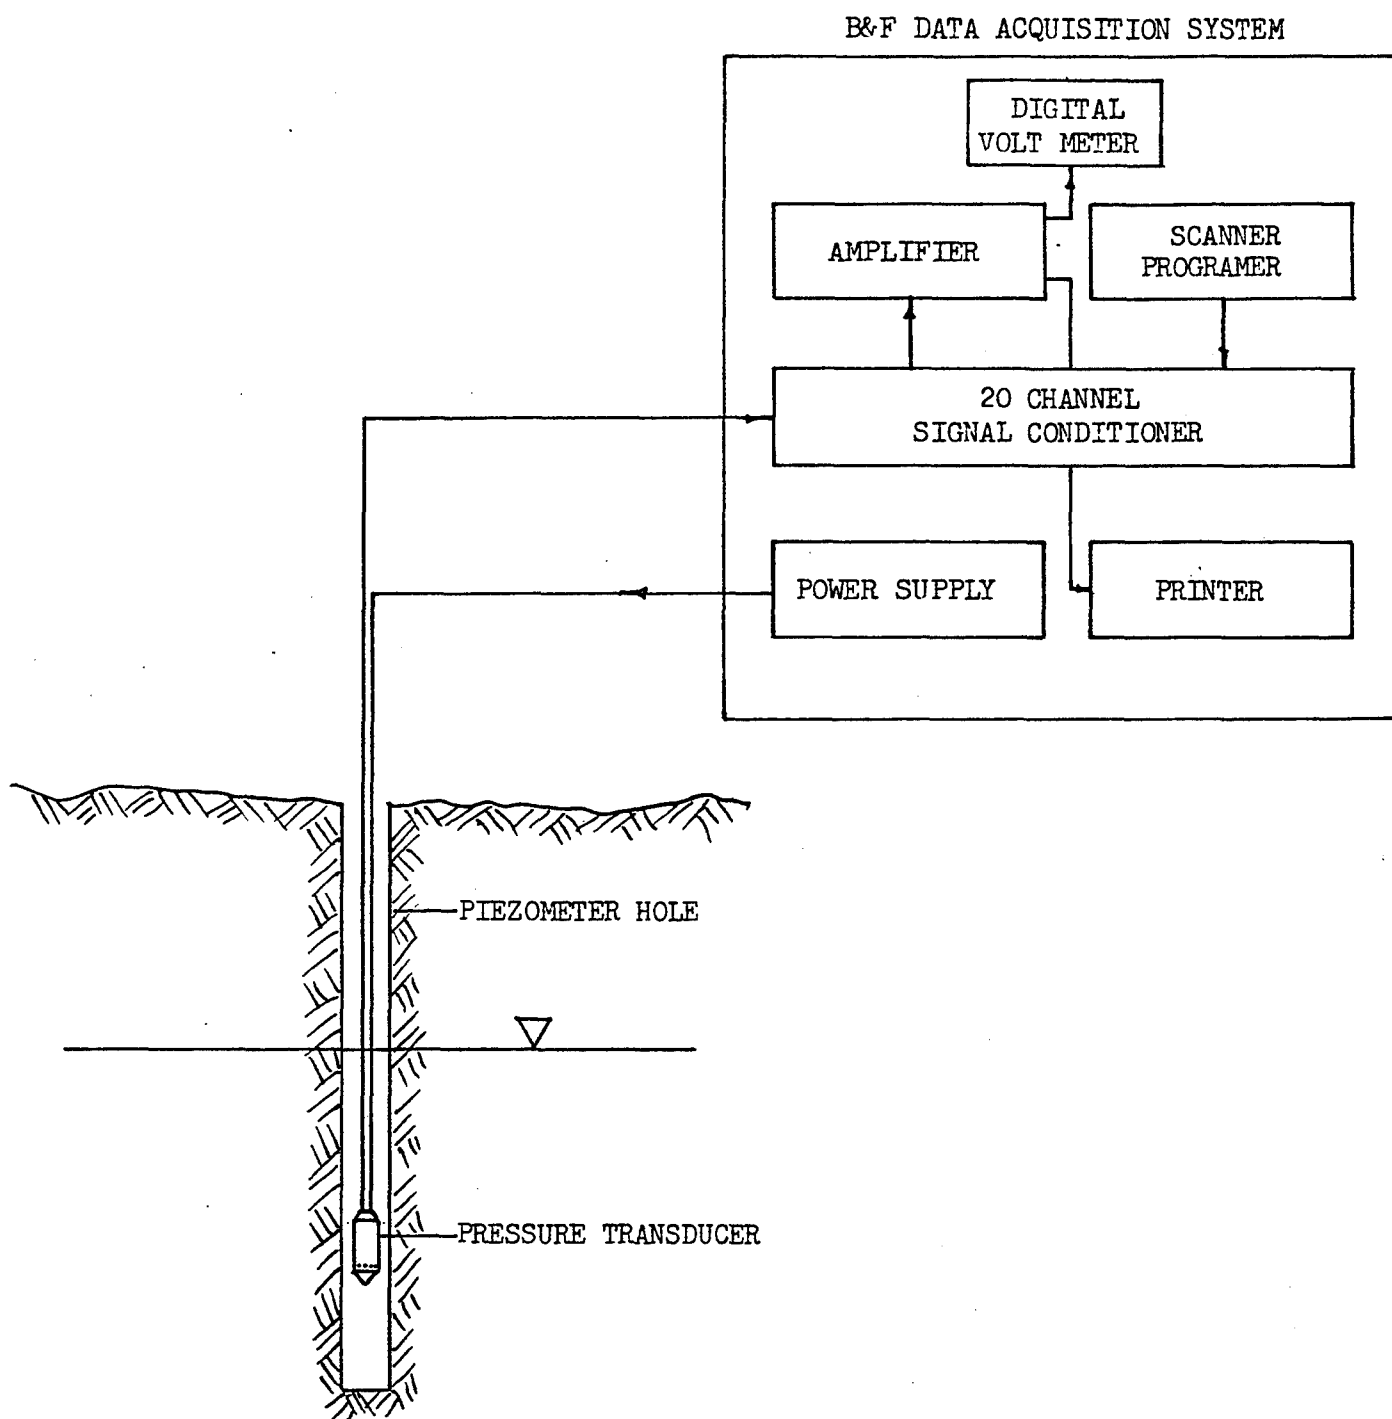 B&F DATA ACQUISITION SYSTEM
DIGITAL
VOLT METER
AMPLIFIER
SCANNER
PROGRAMER
20 CHANNEL
SIGNAL CONDITIONER
POWER SUPPLY
PRINTER
PIEZOMETER HOLE
PRESSURE TRANSDUCER